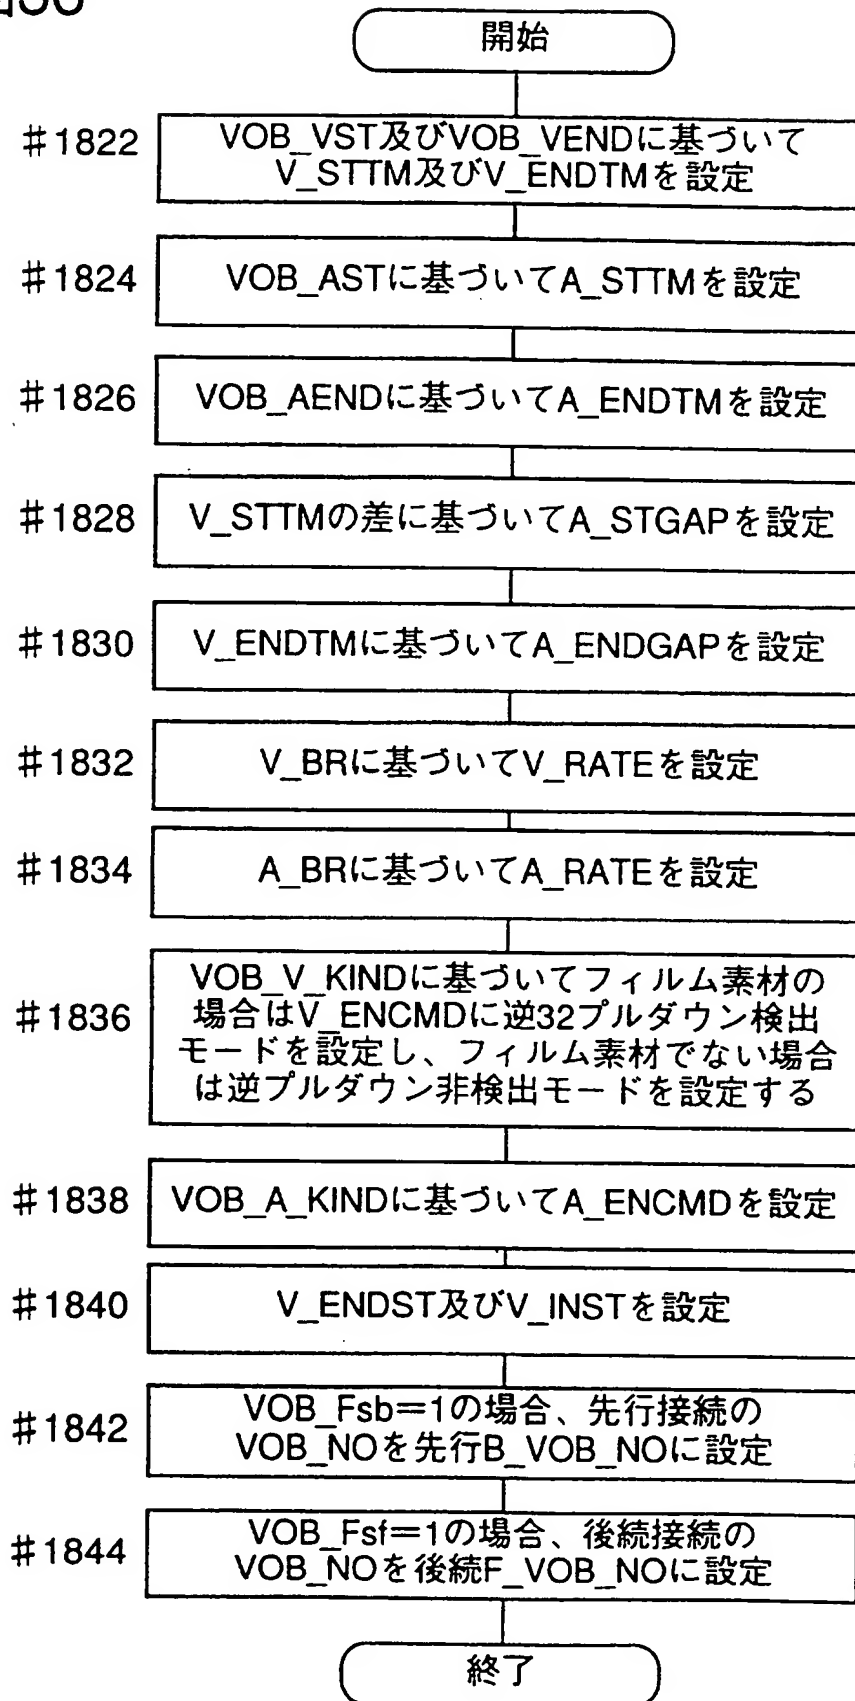 開始
#1822
VOB_VST及びVOB_VENDに基づいて
V_STTM及びV_ENDTMを設定
#1824
VOB_ASTに基づいてA_STTMを設定
#1826
VOB_AENDに基づいてA_ENDTMを設定
#1828
V_STTMの差に基づいてA_STGAPを設定
#1830
V_ENDTMに基づいてA_ENDGAPを設定
#1832
V_BRに基づいてV_RATEを設定
#1834
A_BRに基づいてA_RATEを設定
#1836
VOB_V_KINDに基づいてフィルム素材の
場合はV_ENCMDに逆32プルダウン検出
モードを設定し、フィルム素材でない場合
は逆プルダウン非検出モードを設定する
#1838
VOB_A_KINDに基づいてA_ENCMDを設定
#1840
V_ENDST及びV_INSTを設定
#1842
VOB_Fsb=1の場合、先行接続の
VOB_NOを先行B_VOB_NOに設定
#1844
VOB_Fsf=1の場合、後続接続の
VOB_NOを後続F_VOB_NOに設定
終了